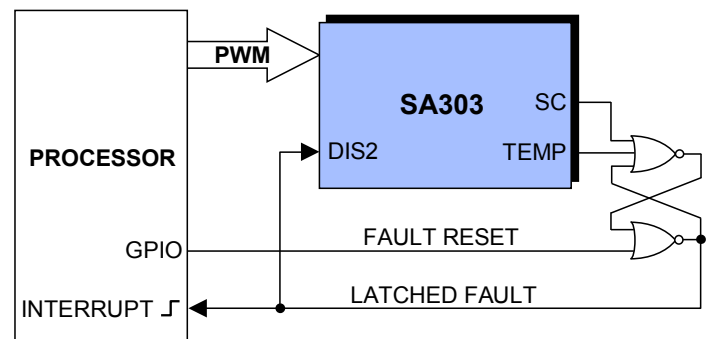 PWM
SA303
SC
PROCESSOR
DIS2
TEMP
GPIO
FAULT RESET
INTERRUPT
LATCHED FAULT